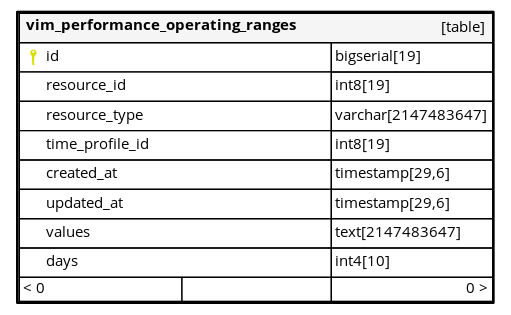 vim_performance_operating_ranges [table]
id bigserial[19]
resource_id int8[19]
resource_type varchar[2147483647]
time_profile_id int8[19]
created_at timestamp[29,6]
updated_at timestamp[29,6]
values text[2147483647]
days int4[10]
< 0 0 >